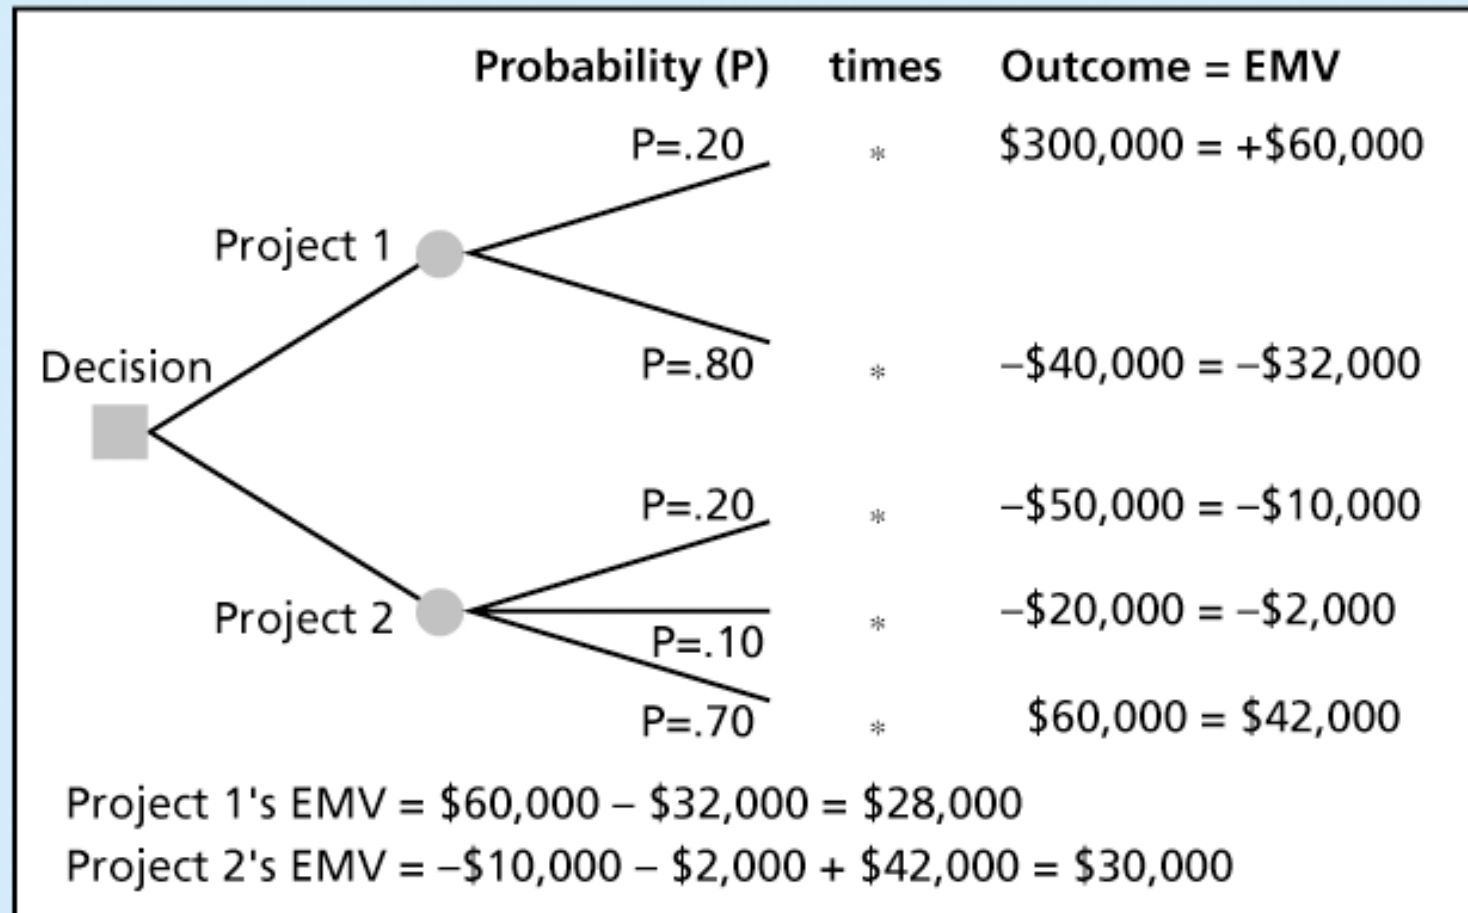 Probability (P) times Outcome = EMV
P=.20 * $300,000 = +$60,000
Project 1
P=.80 * –$40,000 = –$32,000
Decision
P=.20 * –$50,000 = –$10,000
Project 2
P=.10 * –$20,000 = –$2,000
P=.70 * $60,000 = $42,000
Project 1's EMV = $60,000 – $32,000 = $28,000
Project 2's EMV = –$10,000 – $2,000 + $42,000 = $30,000